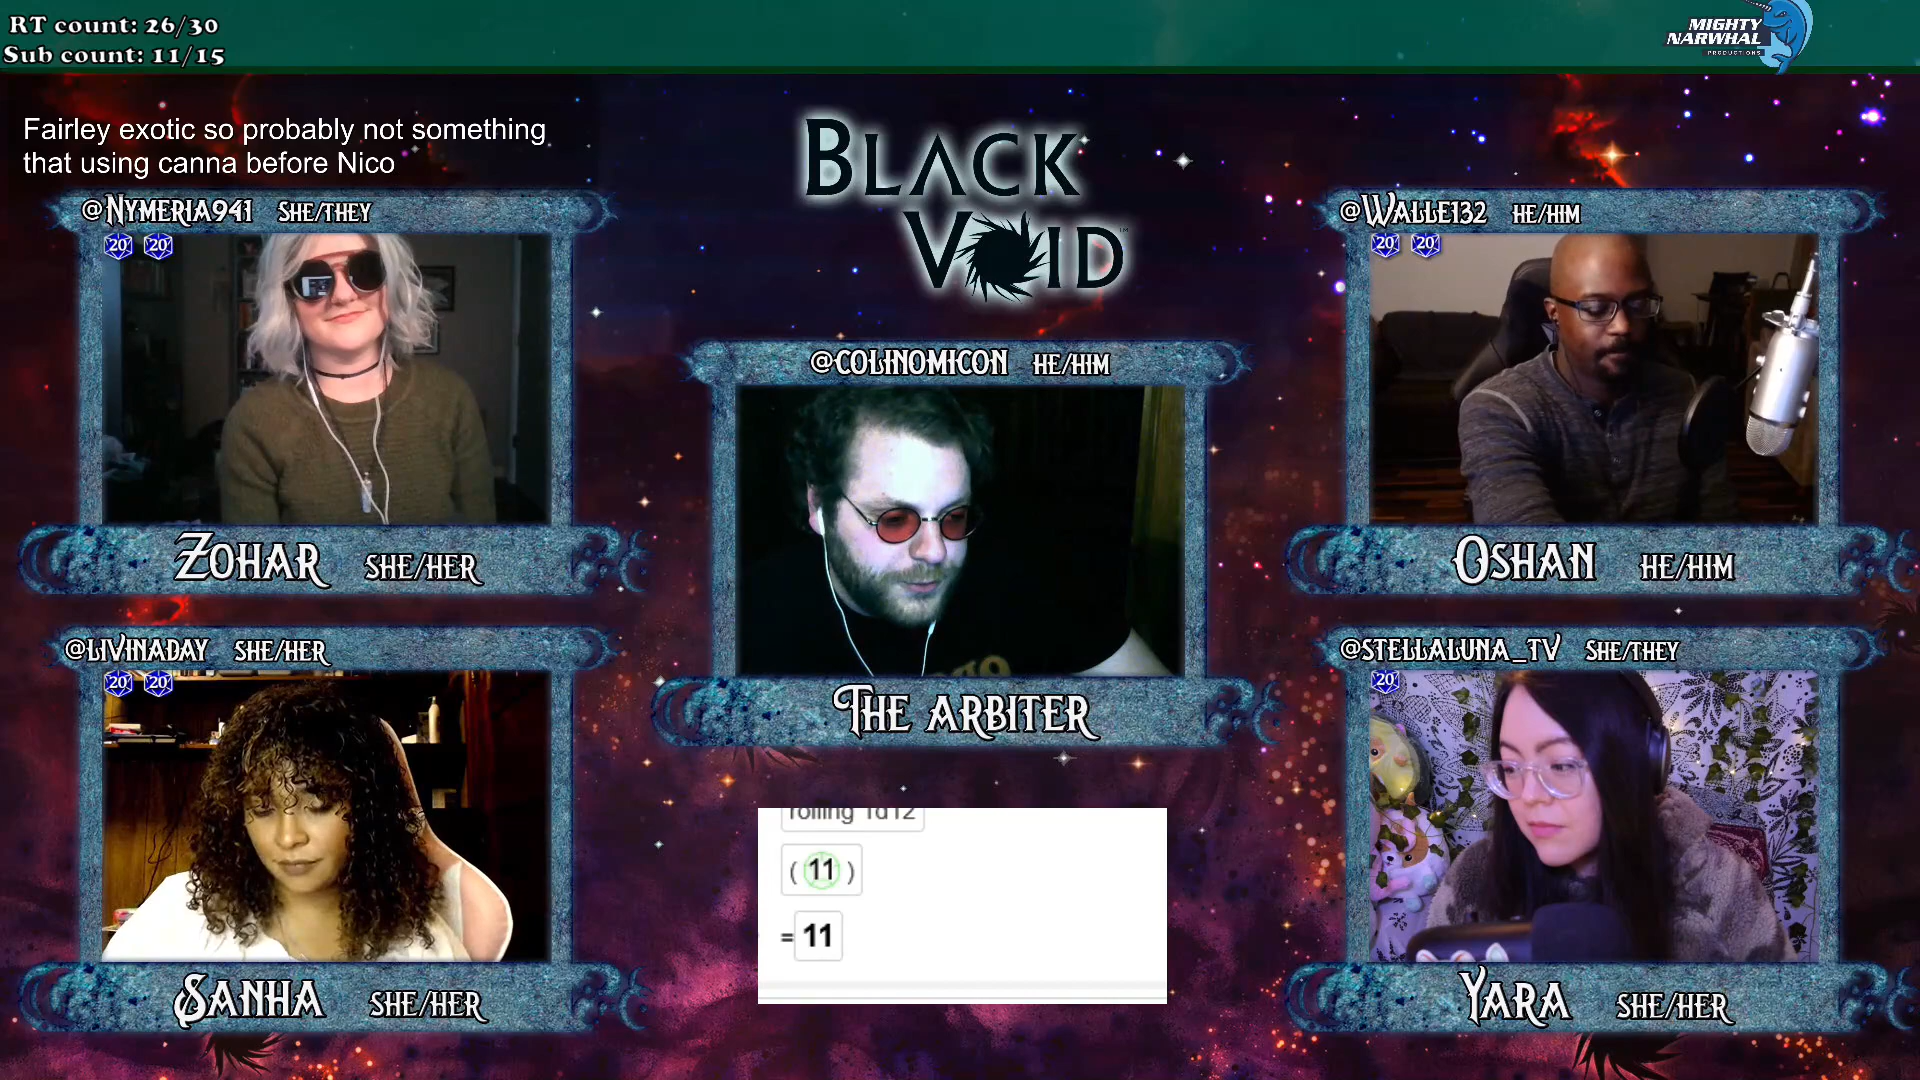 RT count: 26/30
Sub count: 11/15
MIGHTY
NARWHAL
PRODUCTIONS
Fairley exotic so probably not something
that using canna before Nico
BLACK
VOID
@NYMERIA941 SHE/THEY
20 20
ZOHAR SHE/HER
@WALLE132 HE/HIM
20 20
OSHAN HE/HIM
@COLINOMICON HE/HIM
THE ARBITER
@LIVINADAY SHE/HER
20 20
SANHA SHE/HER
@STELLALUNA_TV SHE/THEY
20
YARA SHE/HER
rolling 1d12
( 11 )
= 11